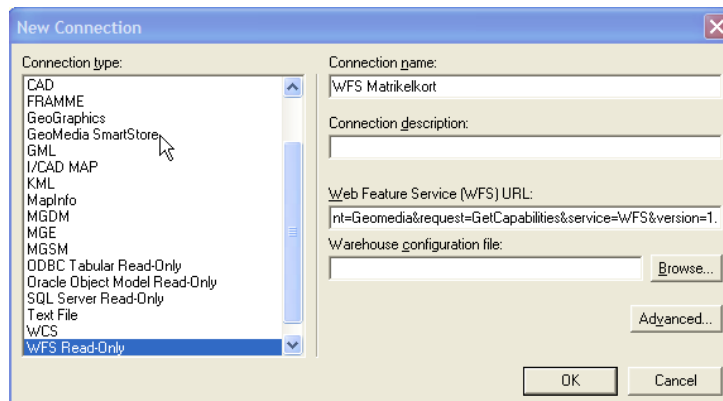 New Connection
Connection type:
CAD
FRAMME
GeoGraphics
GeoMedia SmartStore
GML
I/CAD MAP
KML
MapInfo
MGDM
MGE
MGSM
ODBC Tabular Read-Only
Oracle Object Model Read-Only
SQL Server Read-Only
Text File
WCS
WFS Read-Only
Connection name:
WFS Matrikelkort
Connection description:
Web Feature Service (WFS) URL:
nt=Geomedia&request=GetCapabilities&service=WFS&version=1.
Warehouse configuration file:
Browse...
Advanced...
OK
Cancel